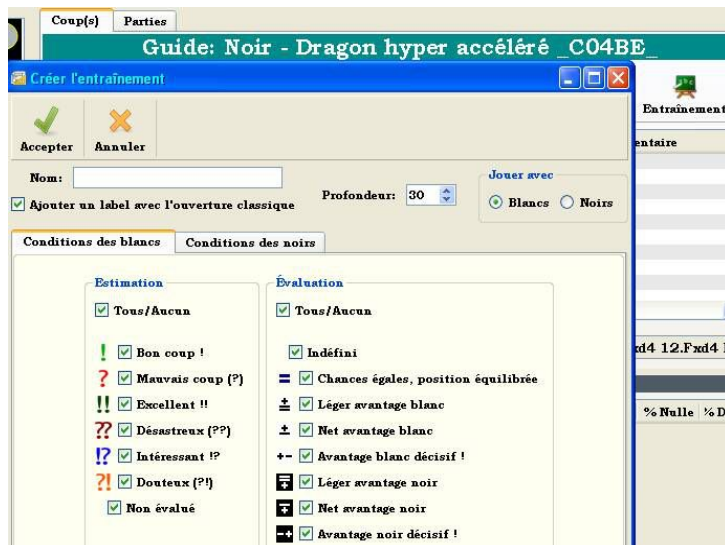 Coup(s) Parties
Guide: Noir - Dragon hyper accéléré _C04BE_
Créer l'entraînement
Entraînement
Accepter Annuler
entaire
Nom:
Profondeur: 30
Jouer avec
Ajouter un label avec l'ouverture classique
Blancs Noirs
Conditions des blancs Conditions des noirs
Estimation Évaluation
Tous/Aucun Tous/Aucun
! Bon coup ! Indéfini
? Mauvais coup (?) = Chances égales, position équilibrée
!! Excellent !! ± Léger avantage blanc
?? Désastreux (??) ± Net avantage blanc
!? Intéressant !? +- Avantage blanc décisif !
?! Douteux (?!) Léger avantage noir
Non évalué Net avantage noir
-+ Avantage noir décisif !
xd4 12.Fxd4
% Nulle % D